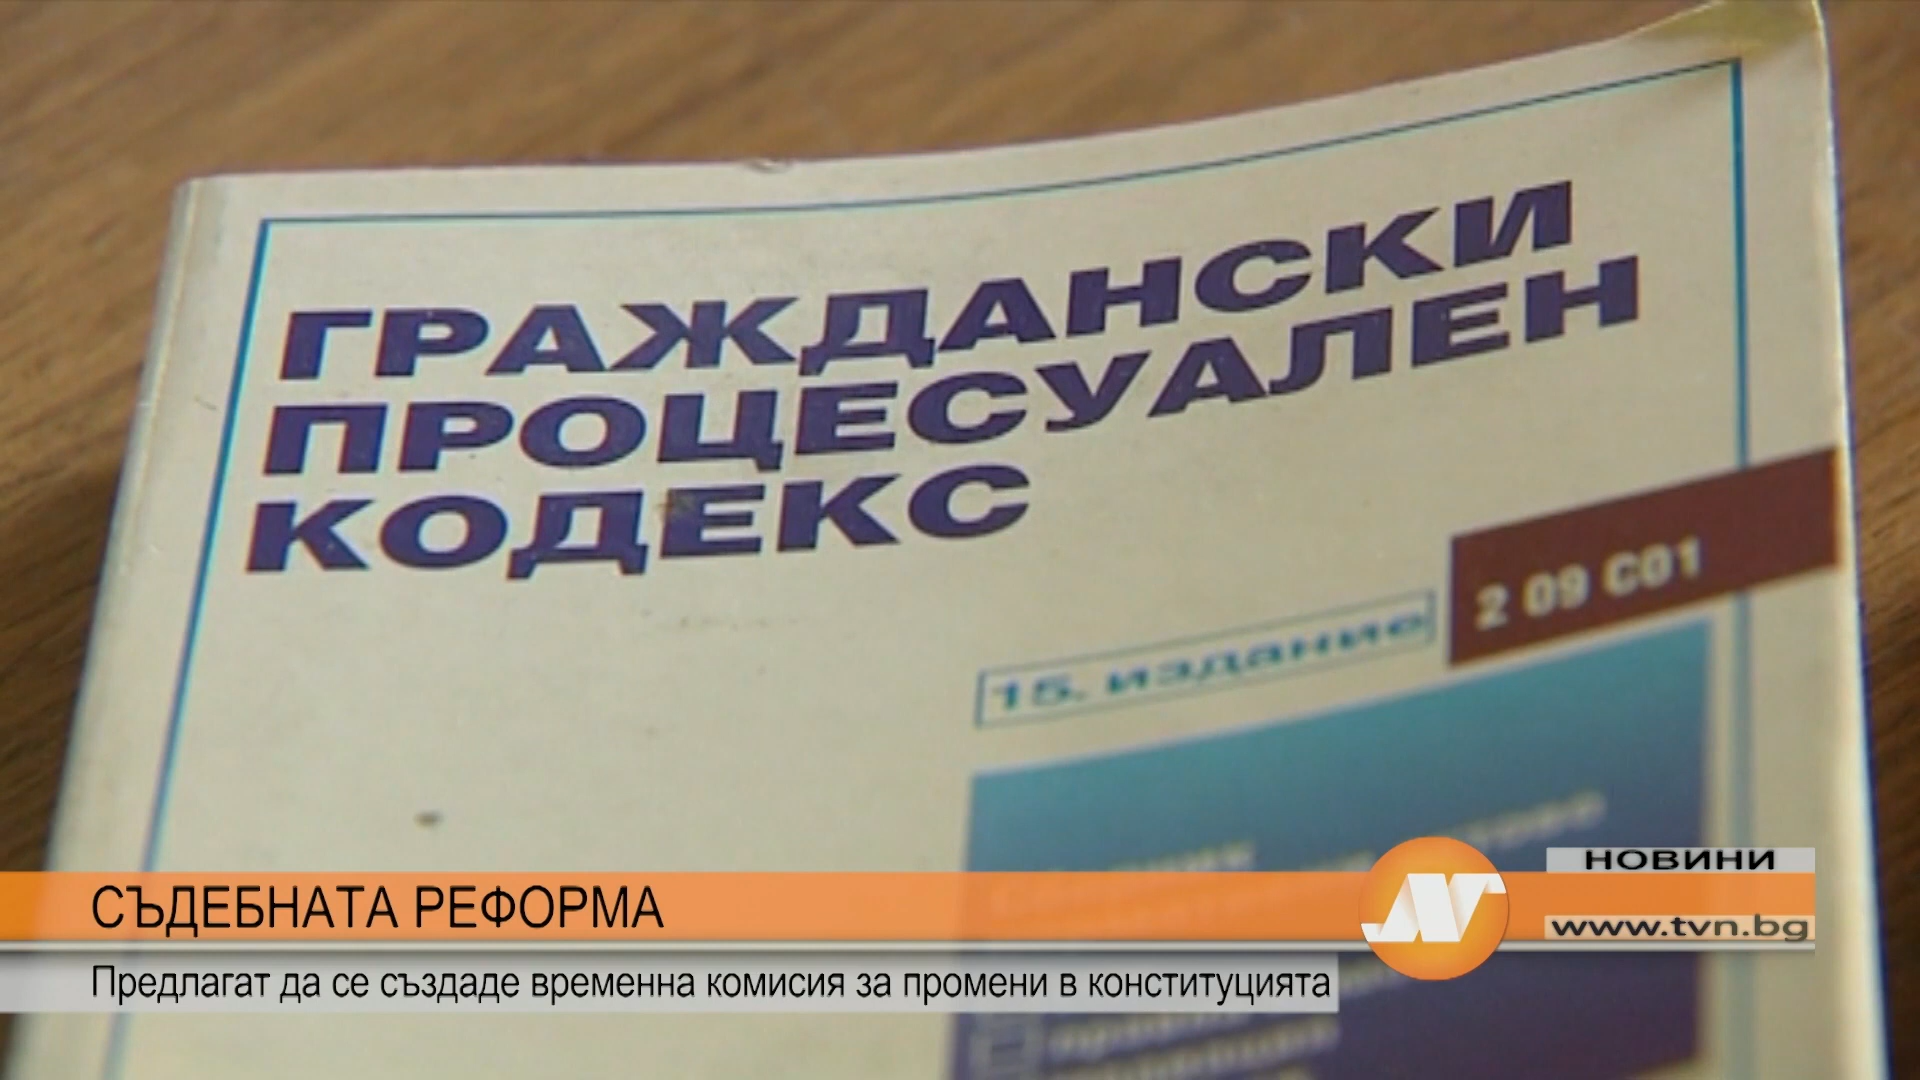 ГРАЖДАНСКИ
ПРОЦЕСУАЛЕН
КОДЕКС
2 09 C01
15. издание
НОВИНИ
СЪДЕБНАТА РЕФОРМА
www.tvn.bg
Предлагат да се създаде временна комисия за промени в конституцията